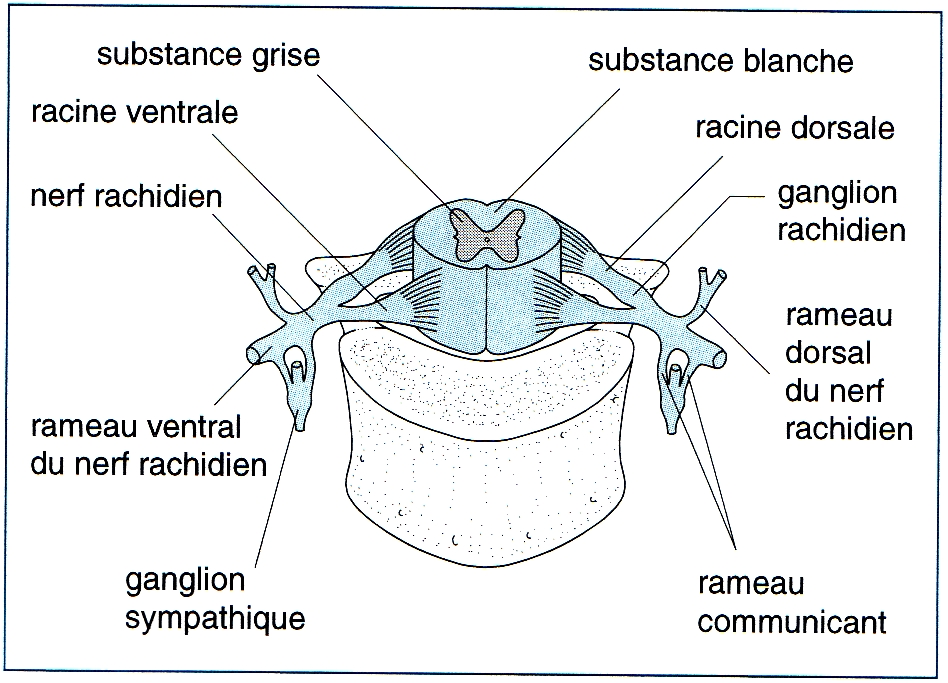 substance grise
substance blanche
racine ventrale
racine dorsale
nerf rachidien
ganglion
rachidien
rameau
dorsal
du nerf
rachidien
rameau ventral
du nerf rachidien
ganglion
sympathique
rameau
communicant